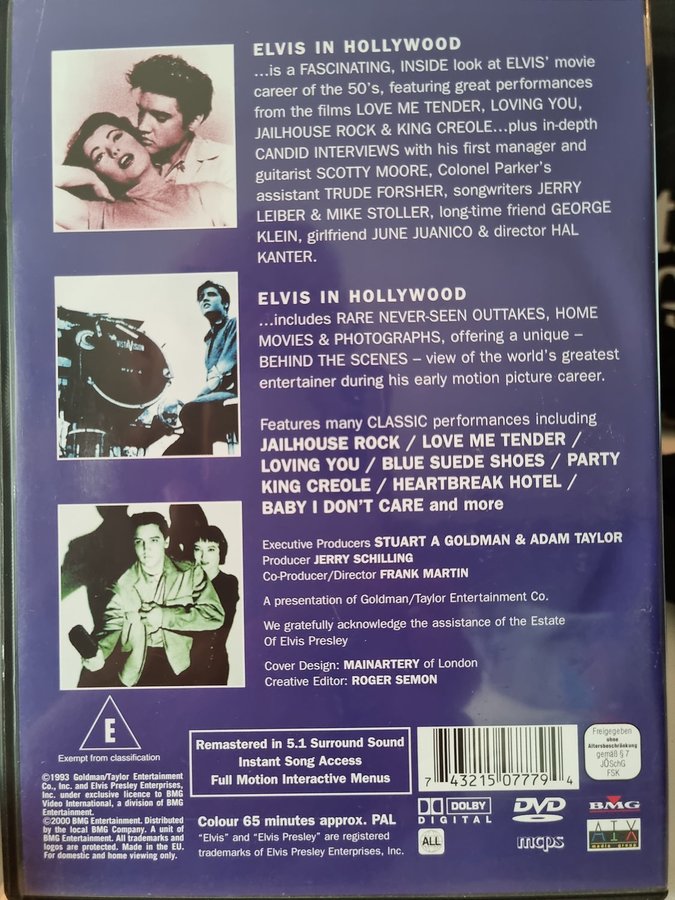 ELVIS IN HOLLYWOOD
...is a FASCINATING, INSIDE look at ELVIS' movie
career of the 50's, featuring great performances
from the films LOVE ME TENDER, LOVING YOU,
JAILHOUSE ROCK & KING CREOLE...plus in-depth
CANDID INTERVIEWS with his first manager and
guitarist SCOTTY MOORE, Colonel Parker's
assistant TRUDE FORSHER, songwriters JERRY
LEIBER & MIKE STOLLER, long-time friend GEORGE
KLEIN, girlfriend JUNE JUANICO & director HAL
KANTER.
ELVIS IN HOLLYWOOD
...includes RARE NEVER-SEEN OUTTAKES, HOME
MOVIES & PHOTOGRAPHS, offering a unique –
BEHIND THE SCENES – view of the world's greatest
entertainer during his early motion picture career.
Features many CLASSIC performances including
JAILHOUSE ROCK / LOVE ME TENDER /
LOVING YOU / BLUE SUEDE SHOES / PARTY
KING CREOLE / HEARTBREAK HOTEL /
BABY I DON'T CARE and more
Executive Producers STUART A GOLDMAN & ADAM TAYLOR
Producer JERRY SCHILLING
Co-Producer/Director FRANK MARTIN
A presentation of Goldman/Taylor Entertainment Co.
We gratefully acknowledge the assistance of the Estate
Of Elvis Presley
Cover Design: MAINARTERY of London
Creative Editor: ROGER SEMON
VISTAVISION
E
Exempt from classification
©1993 Goldman/Taylor Entertainment
Co., Inc. and Elvis Presley Enterprises,
Inc. under exclusive licence to BMG
Video International, a division of BMG
Entertainment.
©2000 BMG Entertainment. Distributed
by the local BMG Company. A unit of
BMG Entertainment. All trademarks and
logos are protected. Made in the EU.
For domestic and home viewing only.
Remastered in 5.1 Surround Sound
Instant Song Access
Full Motion Interactive Menus
Colour 65 minutes approx. PAL
"Elvis" and "Elvis Presley" are registered
trademarks of Elvis Presley Enterprises, Inc.
7 43215 07779 4
DOLBY
DIGITAL
ALL
DVD
VIDEO
mcps
Freigegeben
ohne
Altersbeschränkung
gemäß § 7
JÖSchG
FSK
BMG
AIX
media group